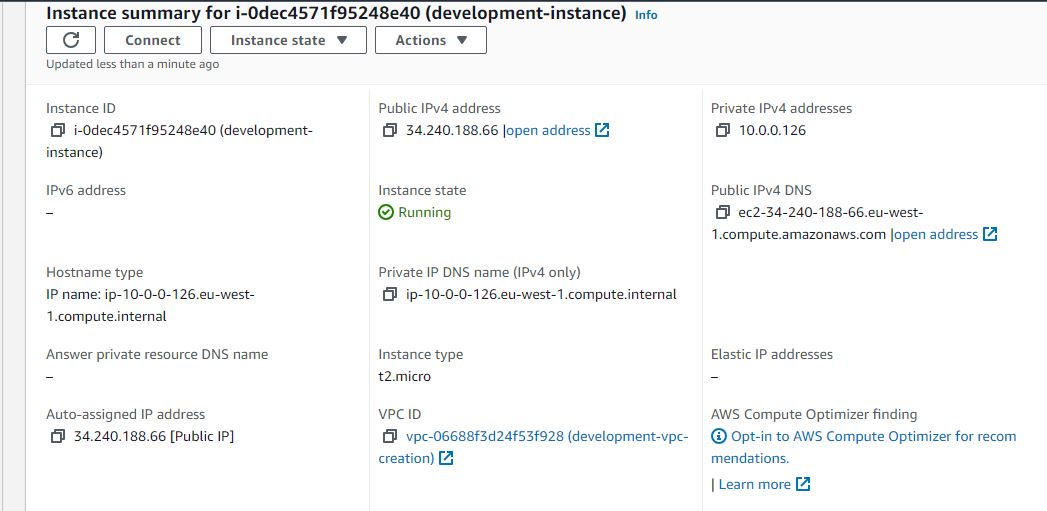 Instance summary for i-0dec4571f95248e40 (development-instance) Info
Connect
Instance state
Actions
Updated less than a minute ago
Instance ID
i-0dec4571f95248e40 (development-
instance)
Public IPv4 address
34.240.188.66 |open address
Private IPv4 addresses
10.0.0.126
IPv6 address
–
Instance state
Running
Public IPv4 DNS
ec2-34-240-188-66.eu-west-
1.compute.amazonaws.com |open address
Hostname type
IP name: ip-10-0-0-126.eu-west-
1.compute.internal
Private IP DNS name (IPv4 only)
ip-10-0-0-126.eu-west-1.compute.internal
Answer private resource DNS name
–
Instance type
t2.micro
Elastic IP addresses
–
Auto-assigned IP address
34.240.188.66 [Public IP]
VPC ID
vpc-06688f3d24f53f928 (development-vpc-
creation)
AWS Compute Optimizer finding
Opt-in to AWS Compute Optimizer for recom
mendations.
| Learn more